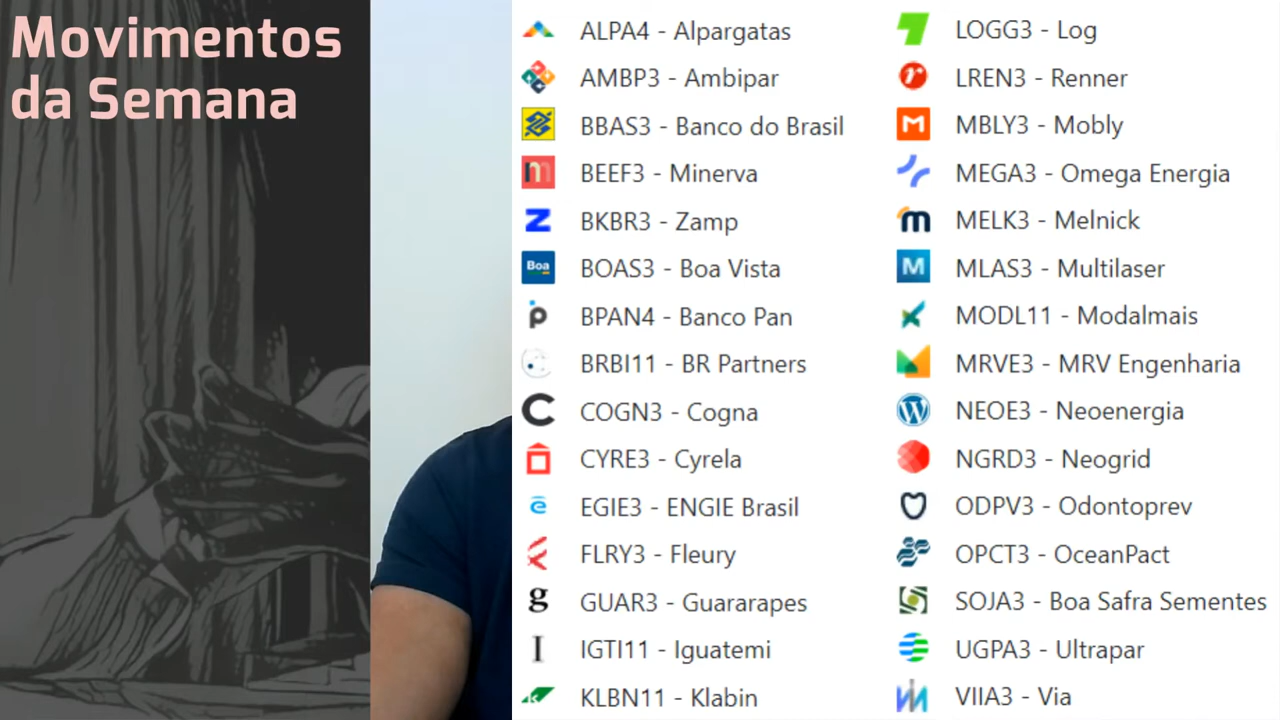 Movimentos
da Semana
ALPA4 - Alpargatas
AMBP3 - Ambipar
BBAS3 - Banco do Brasil
BEEF3 - Minerva
BKBR3 - Zamp
Boa
BOAS3 - Boa Vista
BPAN4 - Banco Pan
BRBI11 - BR Partners
COGN3 - Cogna
CYRE3 - Cyrela
EGIE3 - ENGIE Brasil
FLRY3 - Fleury
GUAR3 - Guararapes
IGTI11 - Iguatemi
KLBN11 - Klabin
LOGG3 - Log
LREN3 - Renner
MBLY3 - Mobly
MEGA3 - Omega Energia
MELK3 - Melnick
MLAS3 - Multilaser
MODL11 - Modalmais
MRVE3 - MRV Engenharia
NEOE3 - Neoenergia
NGRD3 - Neogrid
ODPV3 - Odontoprev
OPCT3 - OceanPact
SOJA3 - Boa Safra Sementes
UGPA3 - Ultrapar
VIIA3 - Via